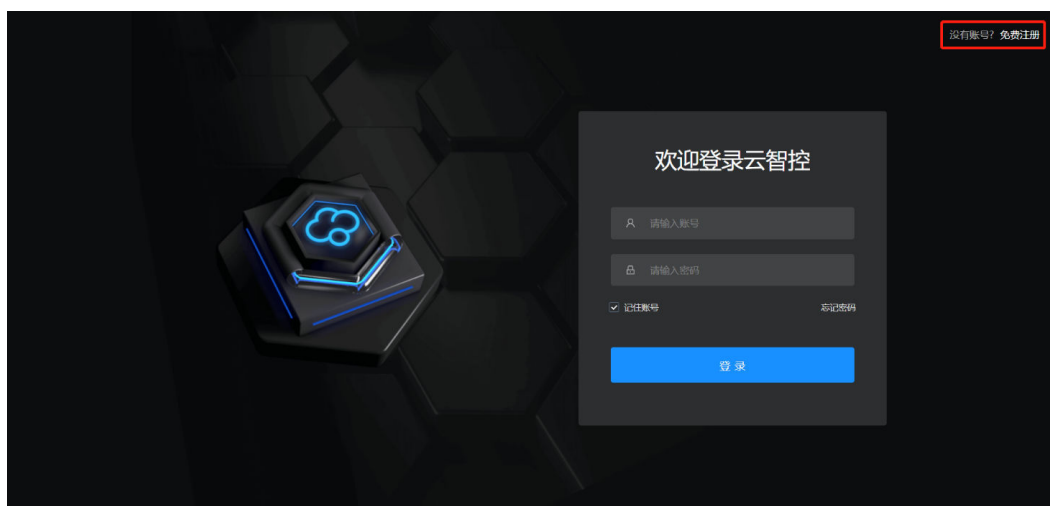 没有账号? 免费注册
欢迎登录云智控
请输入账号
请输入密码
记住账号 忘记密码
登 录